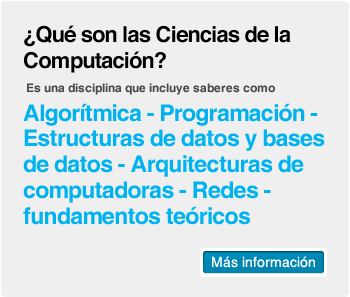 ¿Qué son las Ciencias de la
Computación?
Es una disciplina que incluye saberes como
Algorítmica - Programación -
Estructuras de datos y bases
de datos - Arquitecturas de
computadoras - Redes -
fundamentos teóricos
Más información